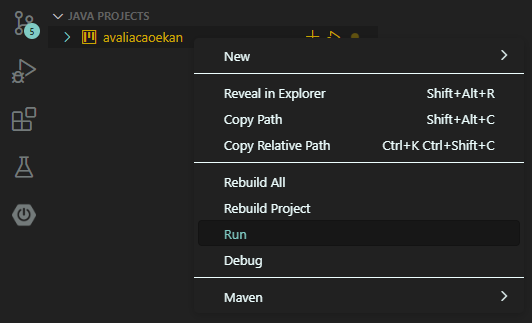 JAVA PROJECTS
5
avaliacaoekan
New
Reveal in Explorer Shift+Alt+R
Copy Path Shift+Alt+C
Copy Relative Path Ctrl+K Ctrl+Shift+C
Rebuild All
Rebuild Project
Run
Debug
Maven